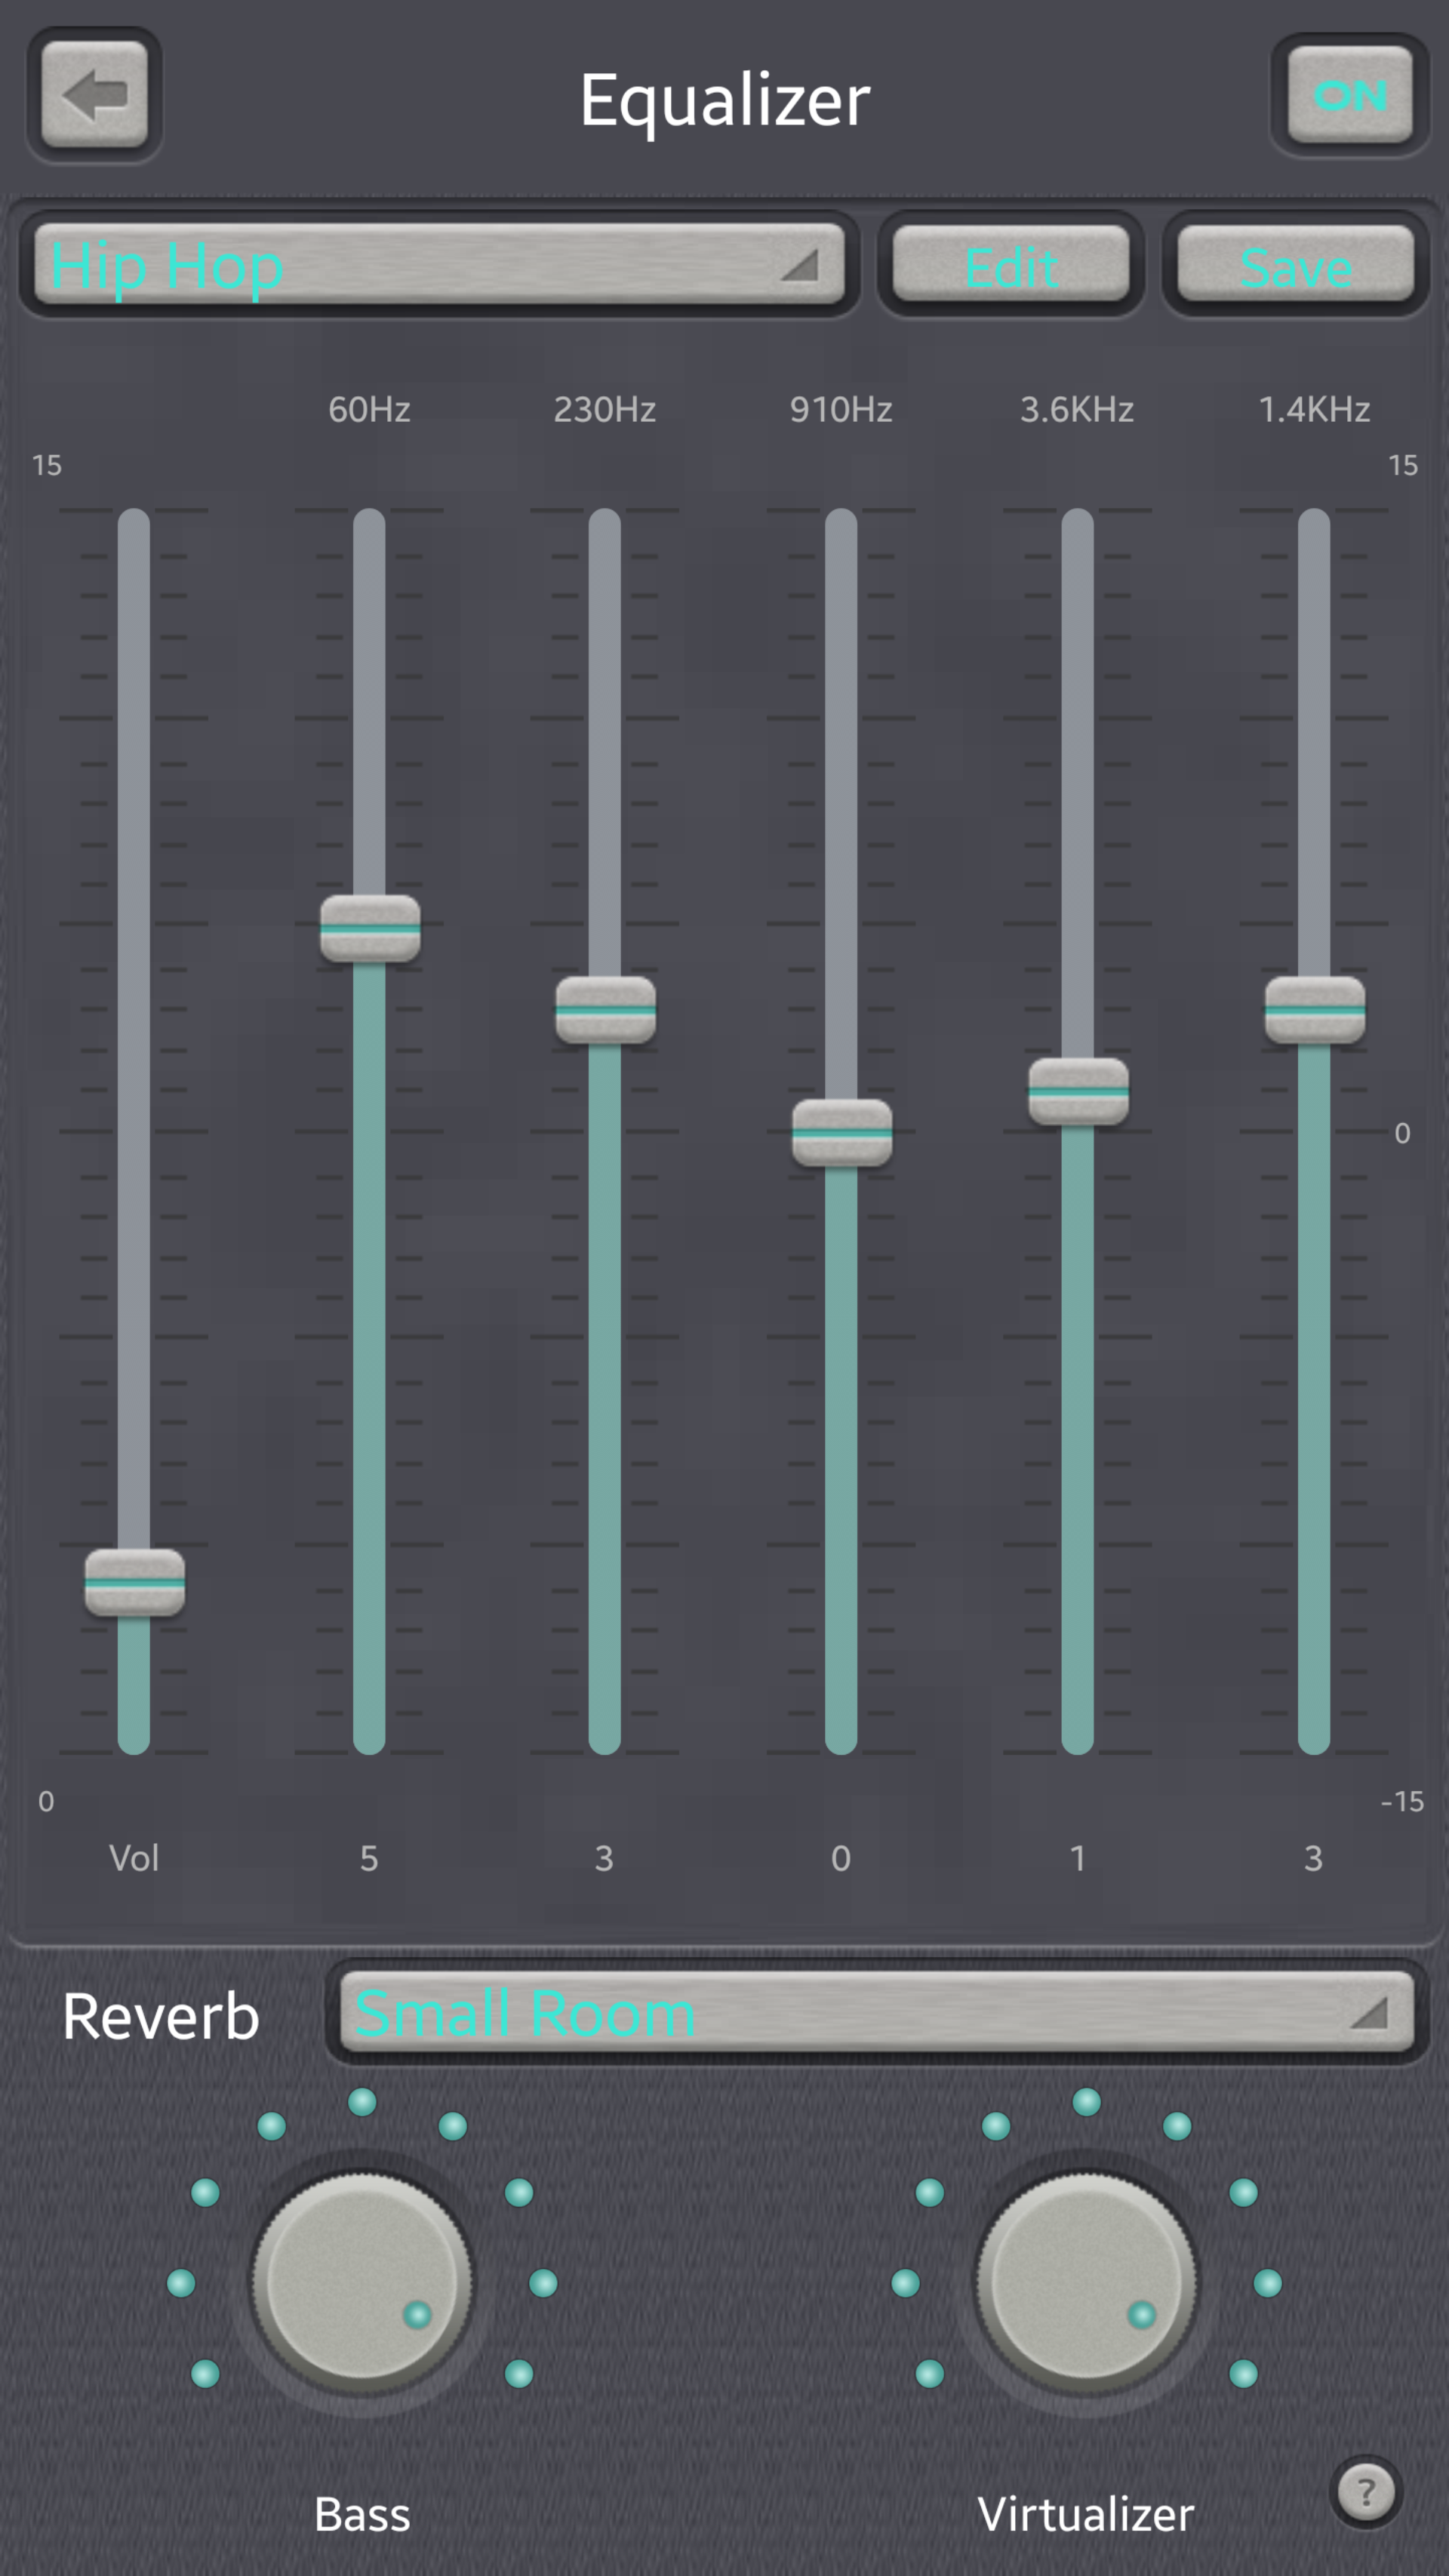 Equalizer
ON
Hip Hop
Edit
Save
60Hz 230Hz 910Hz 3.6KHz 1.4KHz
15 15
0
0 -15
Vol 5 3 0 1 3
Reverb
Small Room
Bass
Virtualizer
?